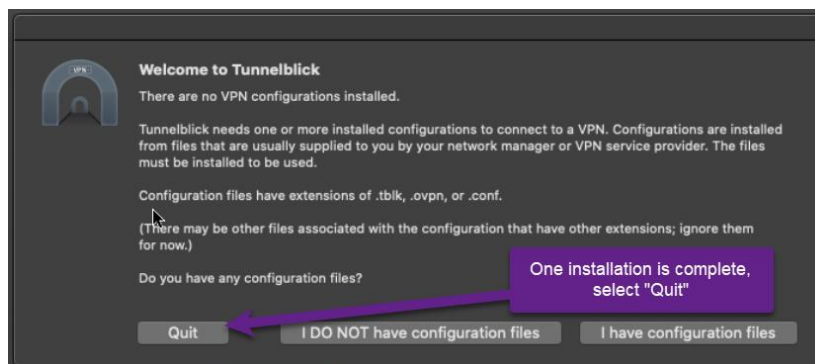 VPN
Welcome to Tunnelblick
There are no VPN configurations installed.
Tunnelblick needs one or more installed configurations to connect to a VPN. Configurations are installed
from files that are usually supplied to you by your network manager or VPN service provider. The files
must be installed to be used.
Configuration files have extensions of .tblk, .ovpn, or .conf.
(There may be other files associated with the configuration that have other extensions; ignore them
for now.)
Do you have any configuration files?
One installation is complete,
select "Quit"
Quit
I DO NOT have configuration files
I have configuration files